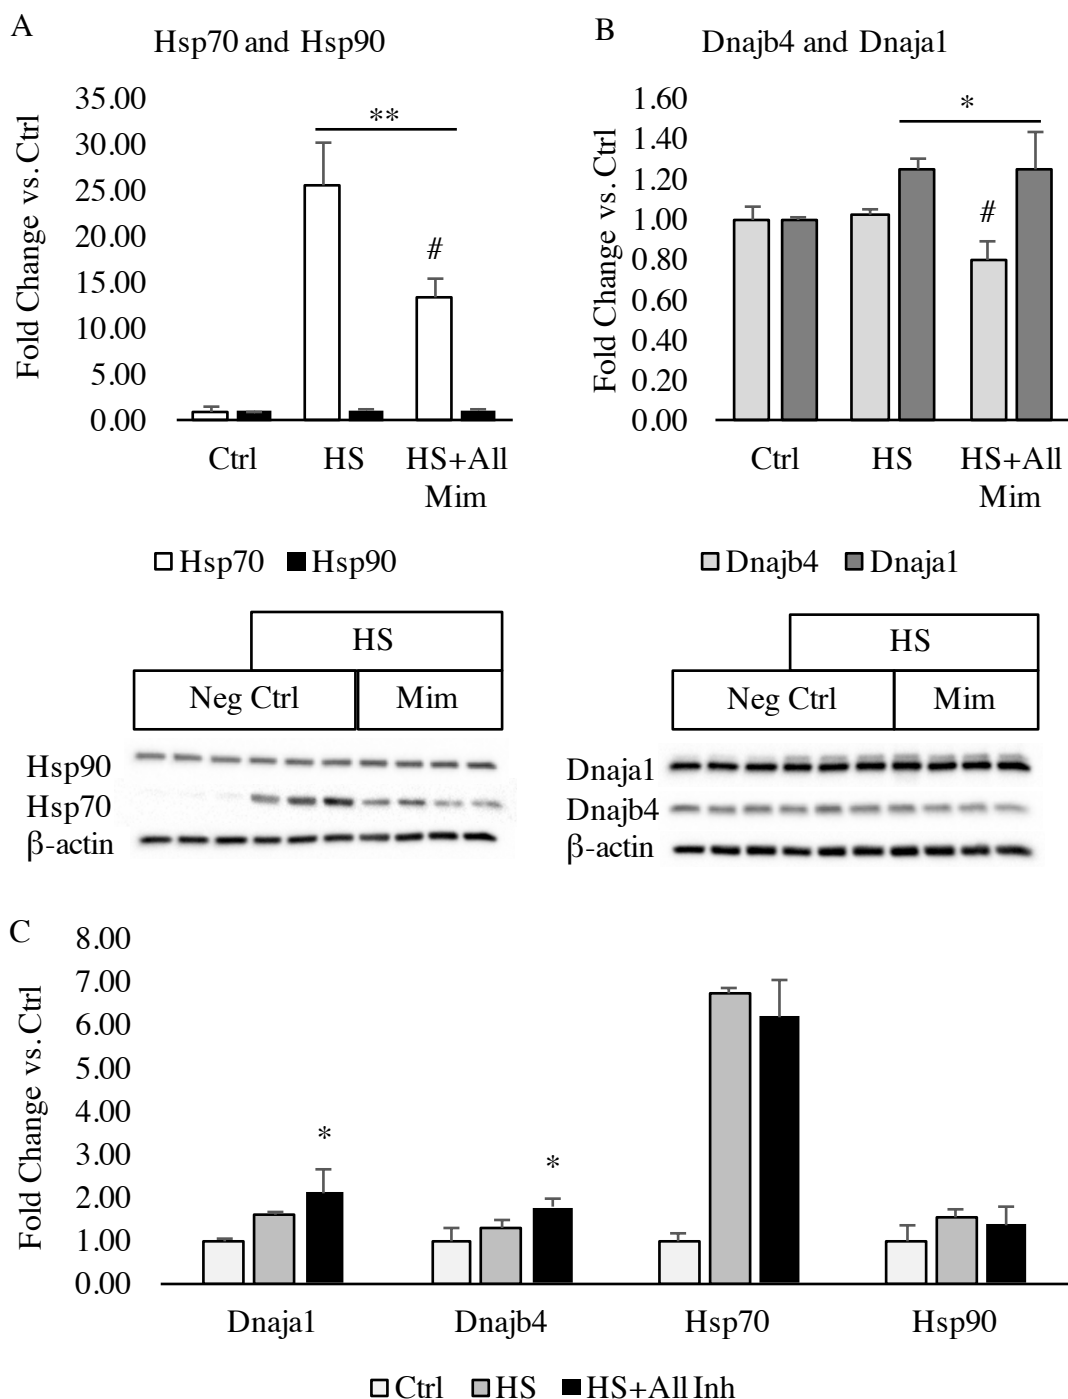 A
Hsp70 and Hsp90
Fold Change vs. Ctrl
35.00
30.00
25.00
20.00
15.00
10.00
5.00
0.00
**
#
Ctrl HS HS+All Mim
Hsp70 Hsp90
HS
Neg Ctrl Mim
Hsp90
Hsp70
β-actin
B
Dnajb4 and Dnaja1
Fold Change vs. Ctrl
1.60
1.40
1.20
1.00
0.80
0.60
0.40
0.20
0.00
*
#
Ctrl HS HS+All Mim
Dnajb4 Dnaja1
HS
Neg Ctrl Mim
Dnaja1
Dnajb4
β-actin
C
Fold Change vs. Ctrl
8.00
7.00
6.00
5.00
4.00
3.00
2.00
1.00
0.00
*
*
Dnaja1 Dnajb4 Hsp70 Hsp90
Ctrl HS HS+All Inh